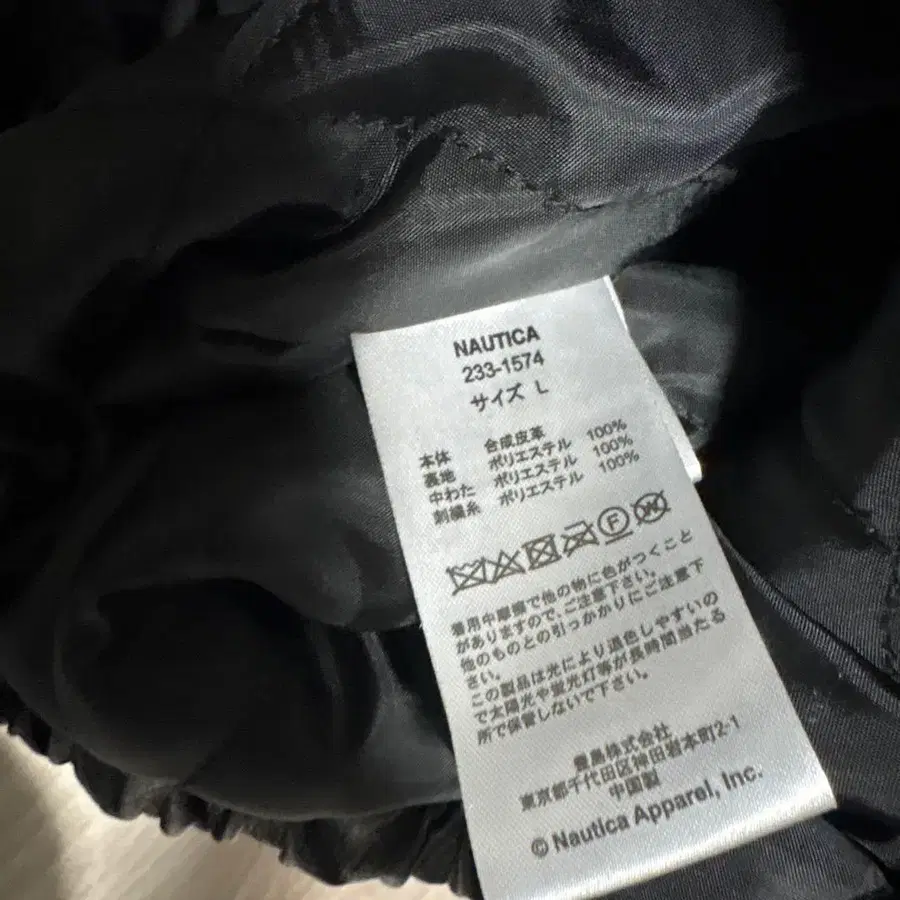 NAUTICA
233-1574
サイズ L
本体 合成皮革
裏地 ポリエステル 100%
中わた ポリエステル 100%
刺繍糸 ポリエステル 100%
F W
着用中摩擦で他の物に色がつくこと
がありますので、ご注意下さい。
他のものとの引っかかりにご注意下
さい。
この製品は光により退色しやすいの
で太陽光や蛍光灯等が長時間当たる
所で保管しないで下さい。
豊島株式会社
東京都千代田区神田岩本町2-1
中国製
© Nautica Apparel, Inc.